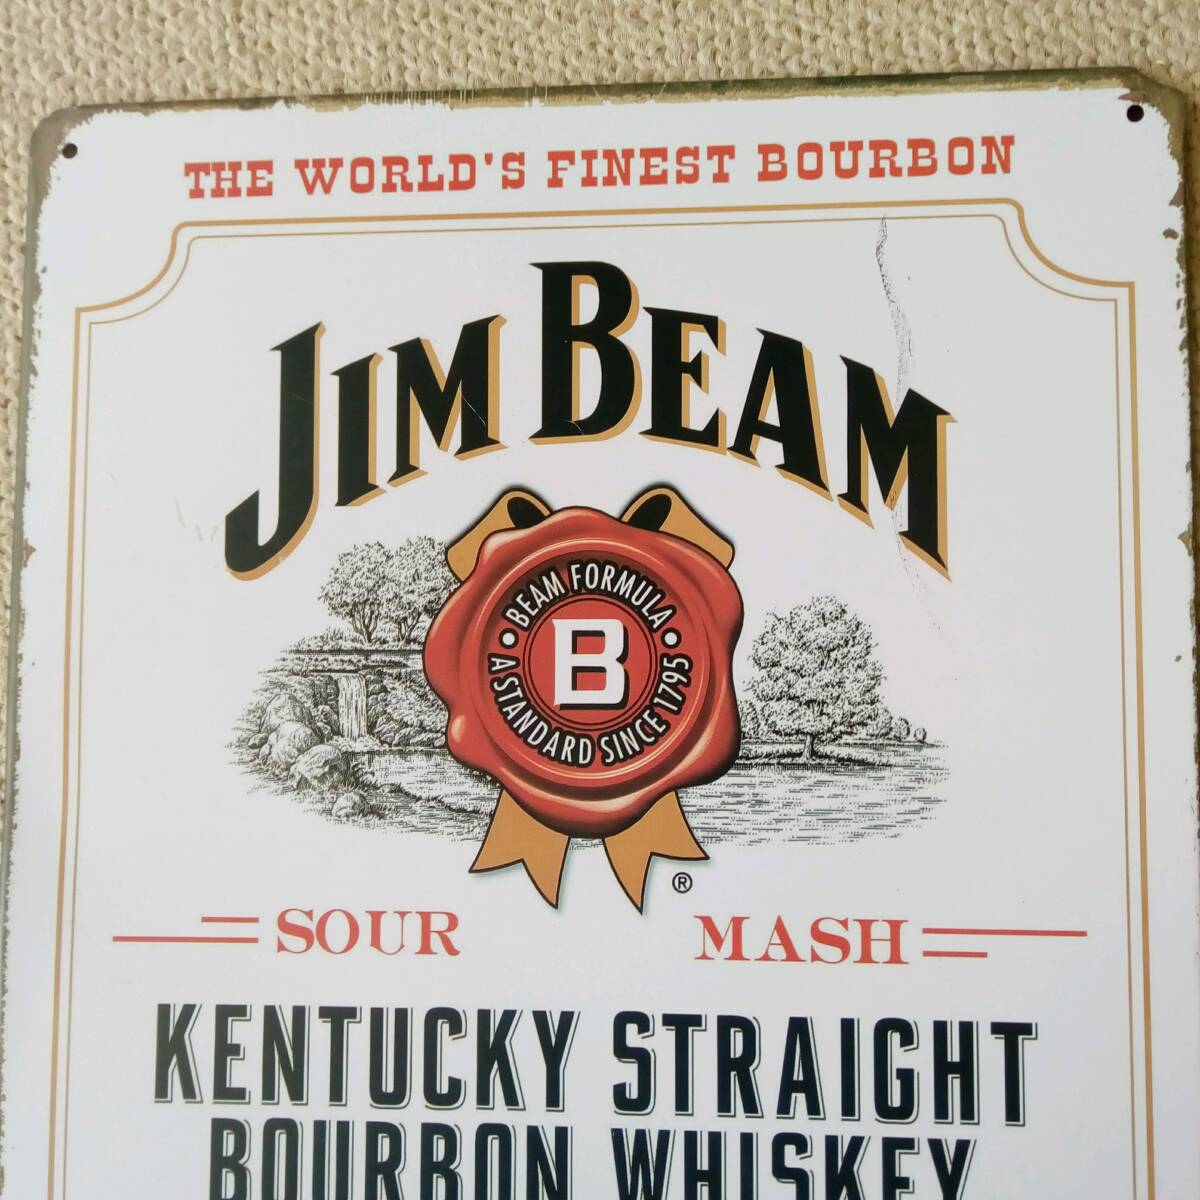 THE WORLD'S FINEST BOURBON
JIM BEAM
BEAM FORMULA
B
A STANDARD SINCE 1795
®
SOUR MASH
KENTUCKY STRAIGHT
BOURBON WHISKEY